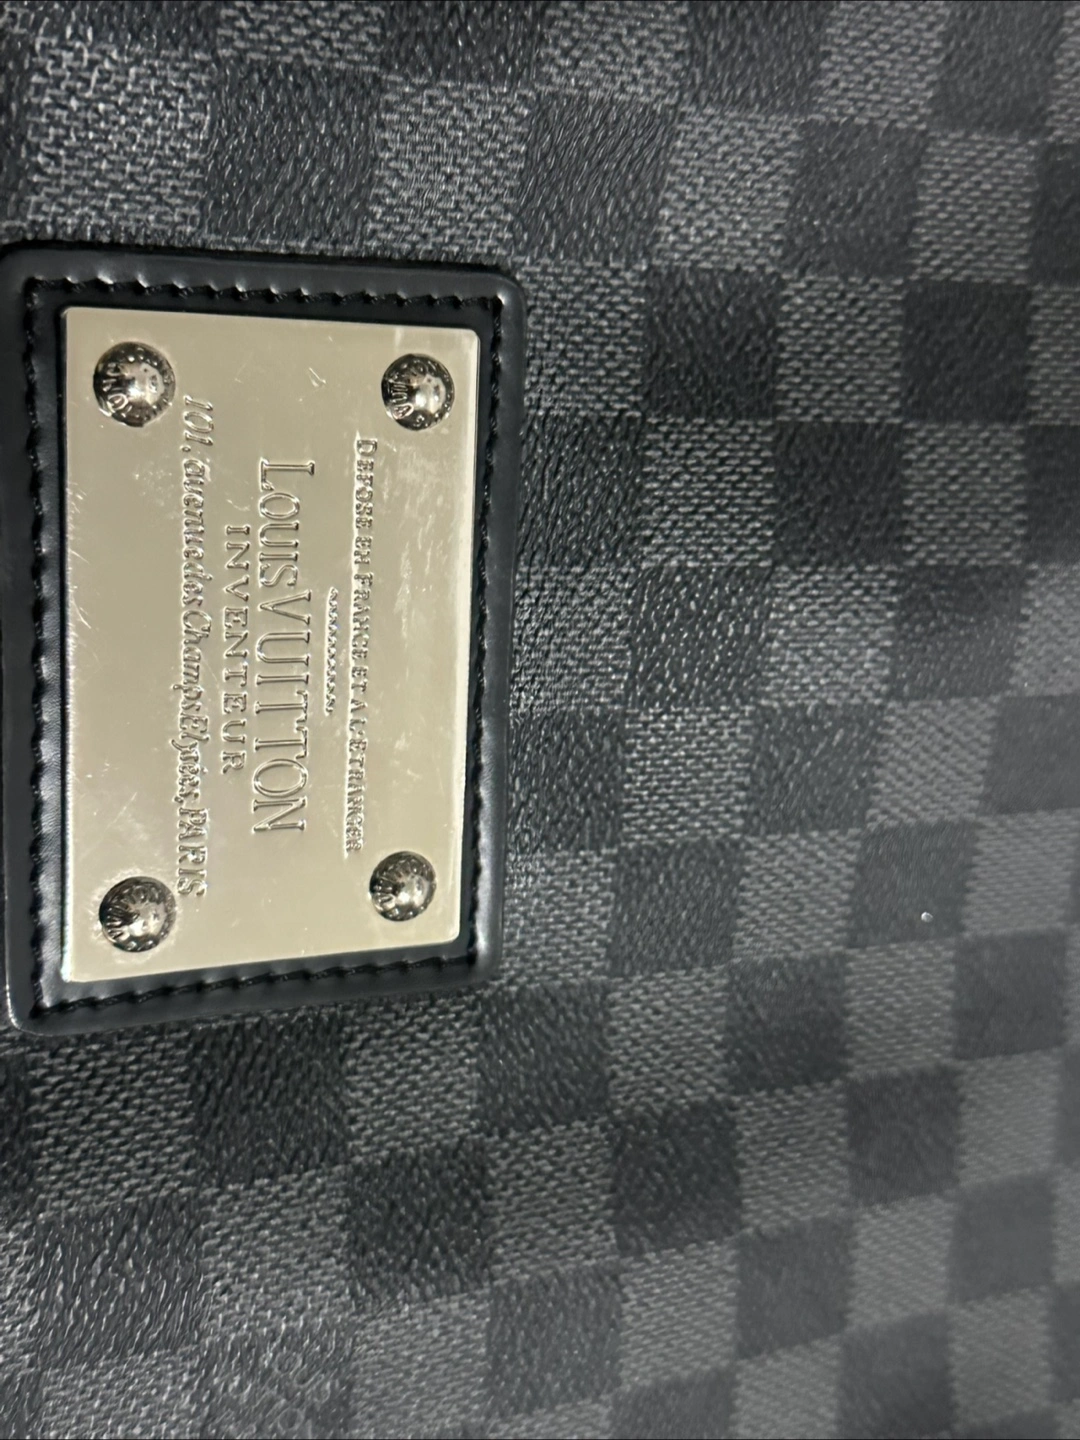 DEPOSE EN FRANCE ET A L'ETRANGER
LOUIS VUITTON
INVENTEUR
101, avenue des Champs Elysées, PARIS